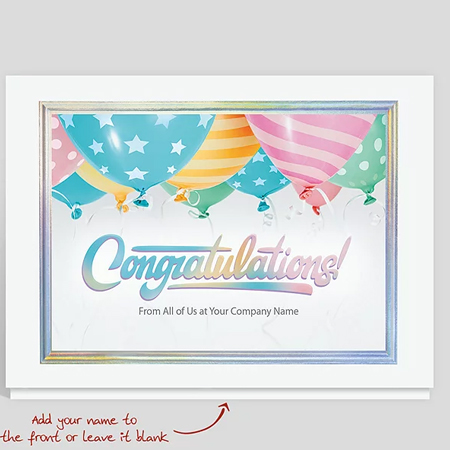 Congratulations!
From All of Us at Your Company Name
Add your name to
the front or leave it blank